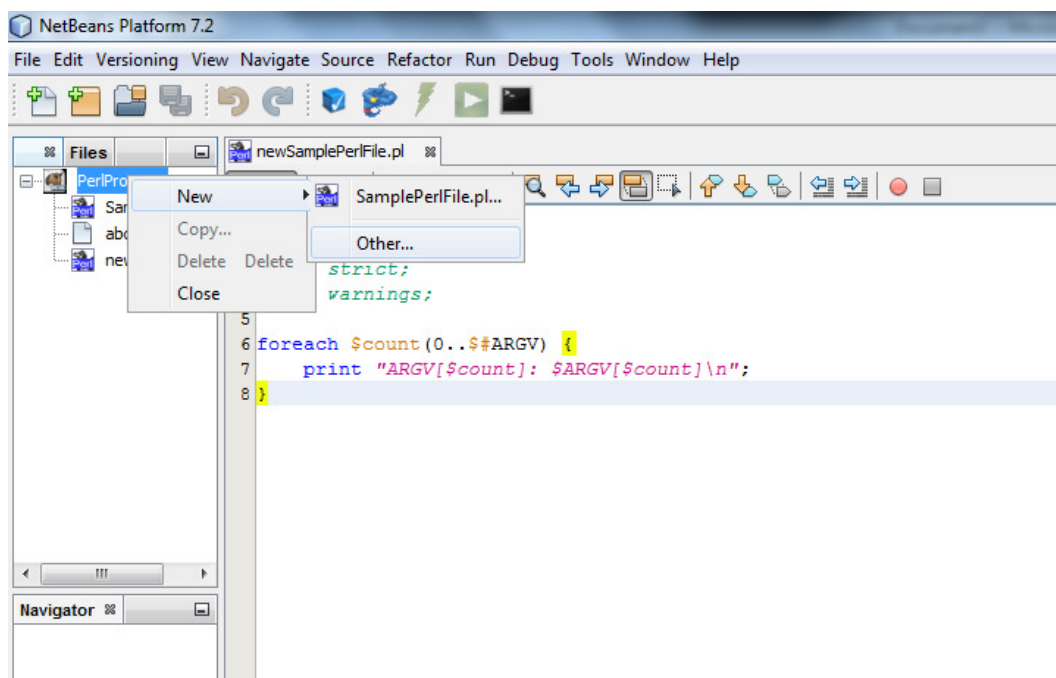 NetBeans Platform 7.2
File Edit Versioning View Navigate Source Refactor Run Debug Tools Window Help
Files
newSamplePerlFile.pl
PerlPro
New
SamplePerlFile.pl...
Sar
Copy...
Other...
abc
Delete Delete
strict;
new
Close
warnings;
5
6 foreach $count(0..$#ARGV) {
7 print "ARGV[$count]: $ARGV[$count]\n";
8 }
Navigator